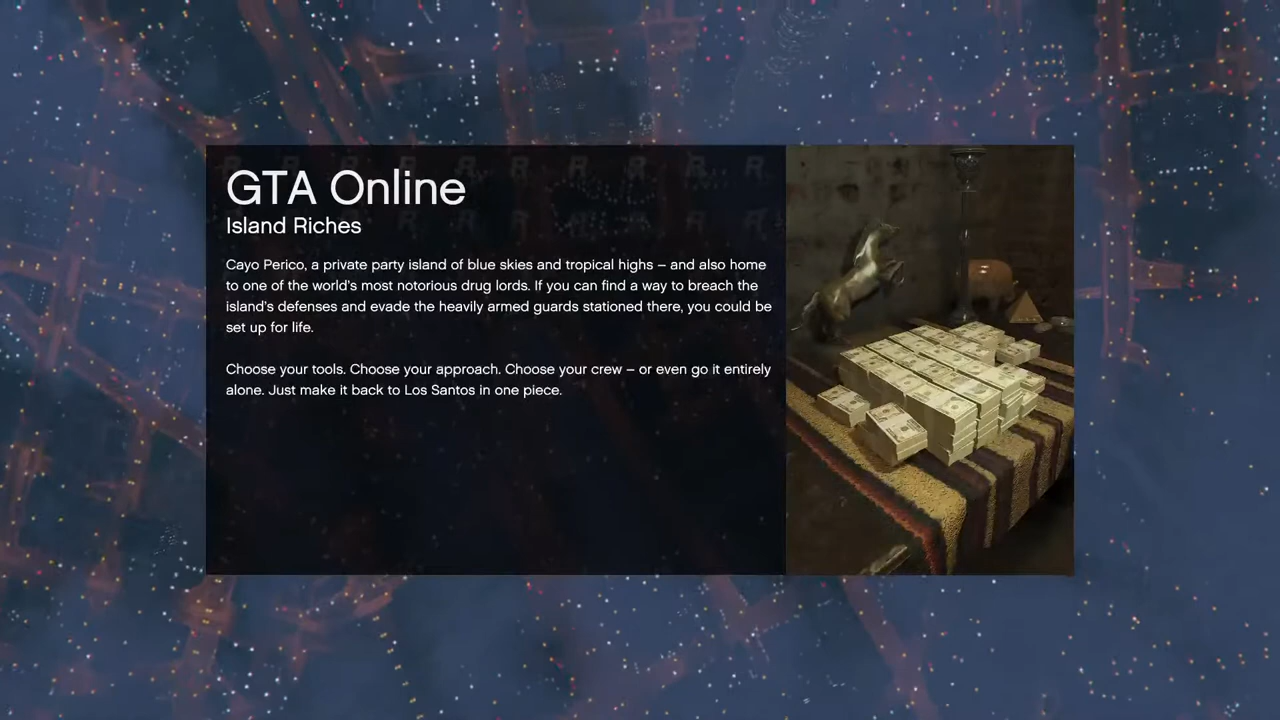 GTA Online
Island Riches
Cayo Perico, a private party island of blue skies and tropical highs – and also home
to one of the world's most notorious drug lords. If you can find a way to breach the
island's defenses and evade the heavily armed guards stationed there, you could be
set up for life.
Choose your tools. Choose your approach. Choose your crew – or even go it entirely
alone. Just make it back to Los Santos in one piece.